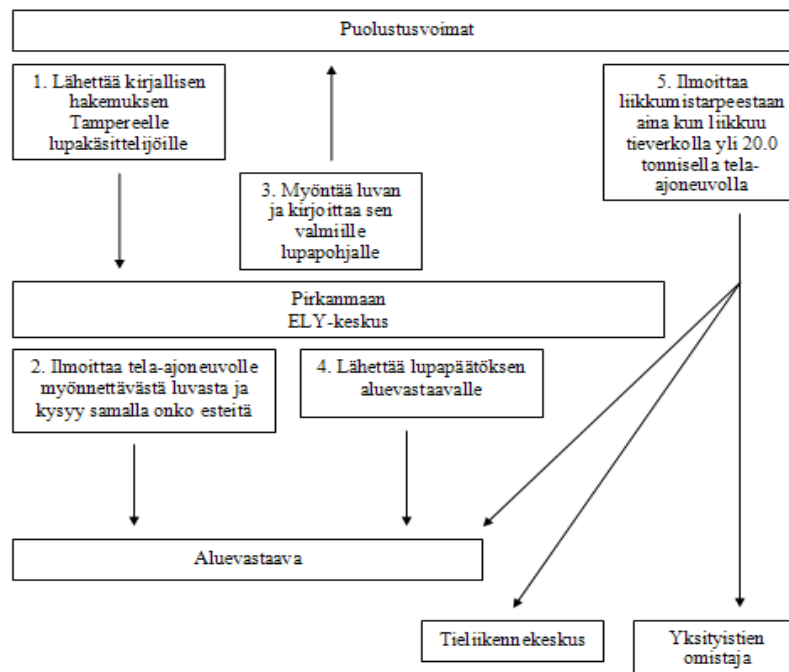 Puolustusvoimat
1. Lähettää kirjallisen
hakemuksen
Tampereelle
lupakäsittelijöille
5. Ilmoittaa
liikkumistarpeestaan
aina kun liikkuu
tieverkolla yli 20.0
tonnisella tela-
ajoneuvolla
3. Myöntää luvan
ja kirjoittaa sen
valmiille
lupapohjalle
Pirkanmaan
ELY-keskus
2. Ilmoittaa tela-ajoneuvolle
myönnettävästä luvasta ja
kysyy samalla onko esteitä
4. Lähettää lupapäätöksen
aluevastaavalle
Aluevastaava
Tieliikennekeskus
Yksityistien
omistaja